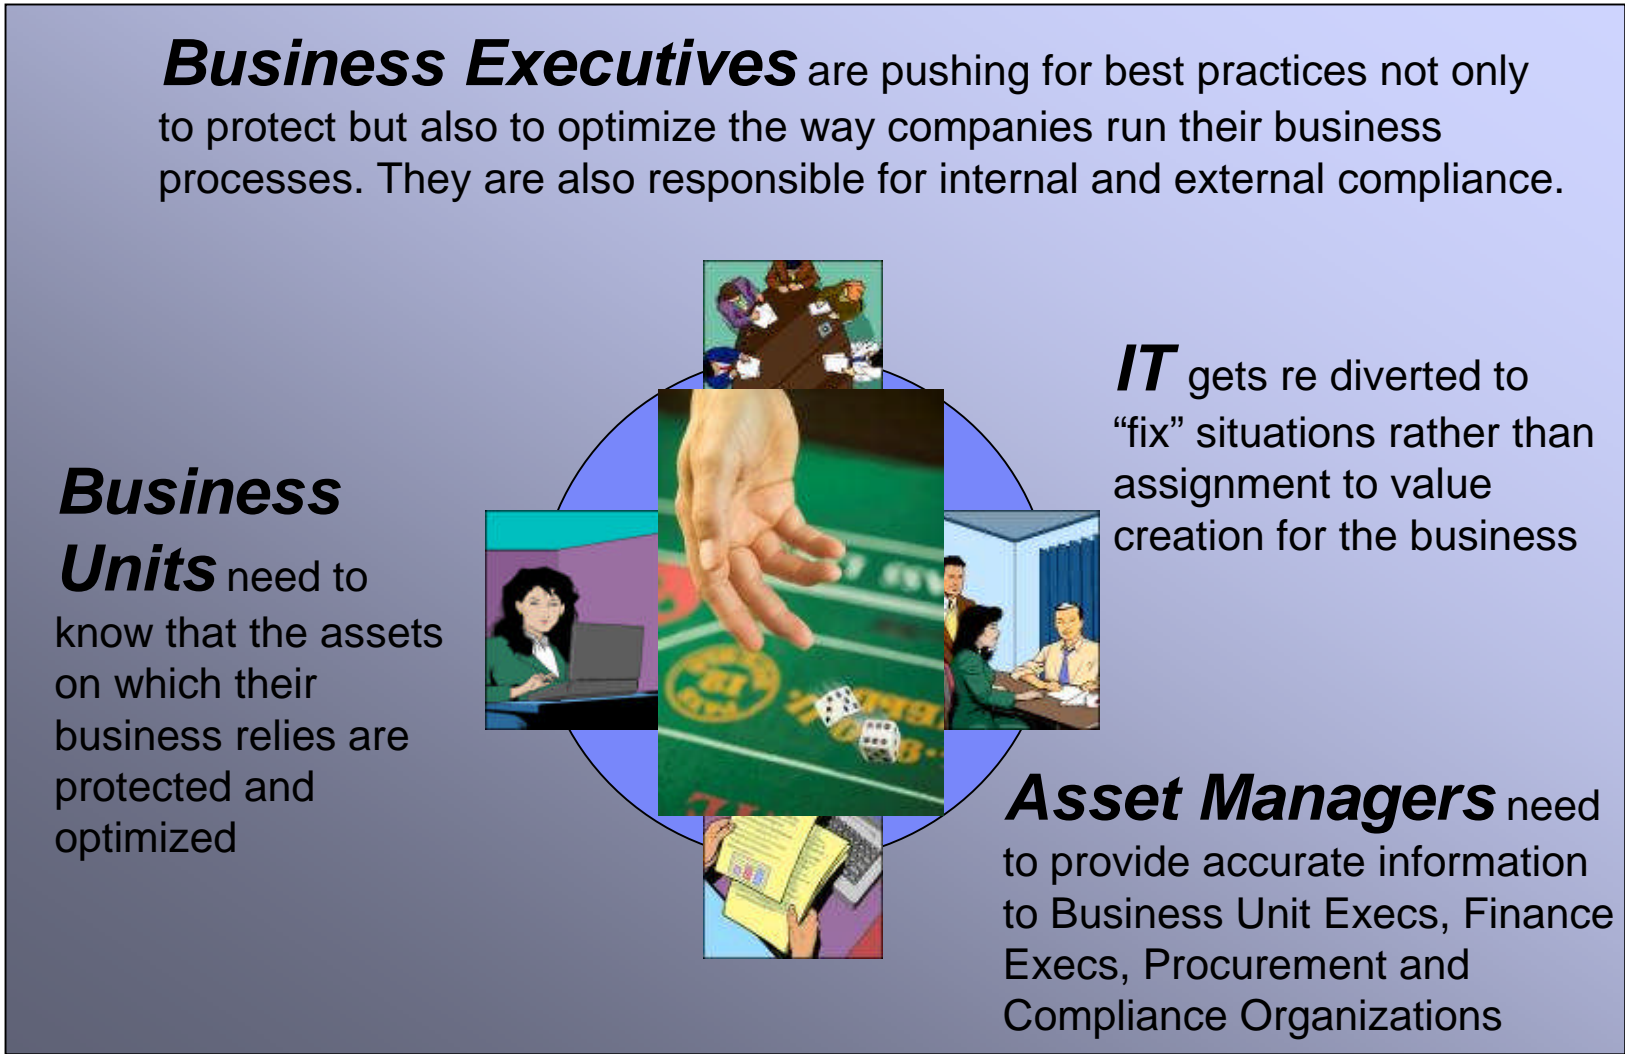 Business Executives are pushing for best practices not only
to protect but also to optimize the way companies run their business
processes. They are also responsible for internal and external compliance.
IT gets re diverted to
“fix” situations rather than
assignment to value
creation for the business
Business
Units need to
know that the assets
on which their
business relies are
protected and
optimized
Asset Managers need
to provide accurate information
to Business Unit Execs, Finance
Execs, Procurement and
Compliance Organizations